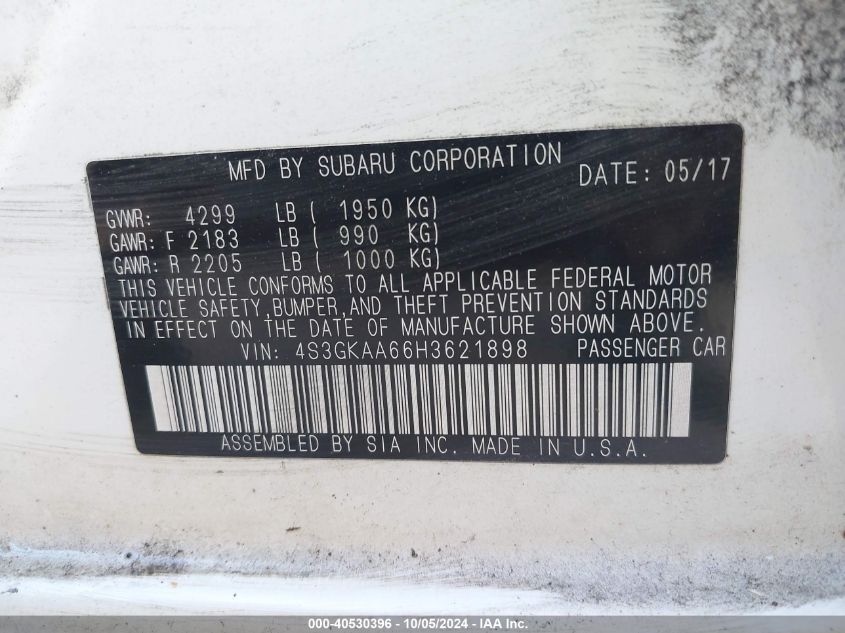 MFD BY SUBARU CORPORATION DATE: 05/17
GVWR: 4299 LB ( 1950 KG)
GAWR: F 2183 LB ( 990 KG)
GAWR: R 2205 LB ( 1000 KG)
THIS VEHICLE CONFORMS TO ALL APPLICABLE FEDERAL MOTOR
VEHICLE SAFETY, BUMPER, AND THEFT PREVENTION STANDARDS
IN EFFECT ON THE DATE OF MANUFACTURE SHOWN ABOVE.
VIN: 4S3GKAA66H3621898 PASSENGER CAR
ASSEMBLED BY SIA INC. MADE IN U.S.A.
000-40530396 - 10/05/2024 - IAA Inc.